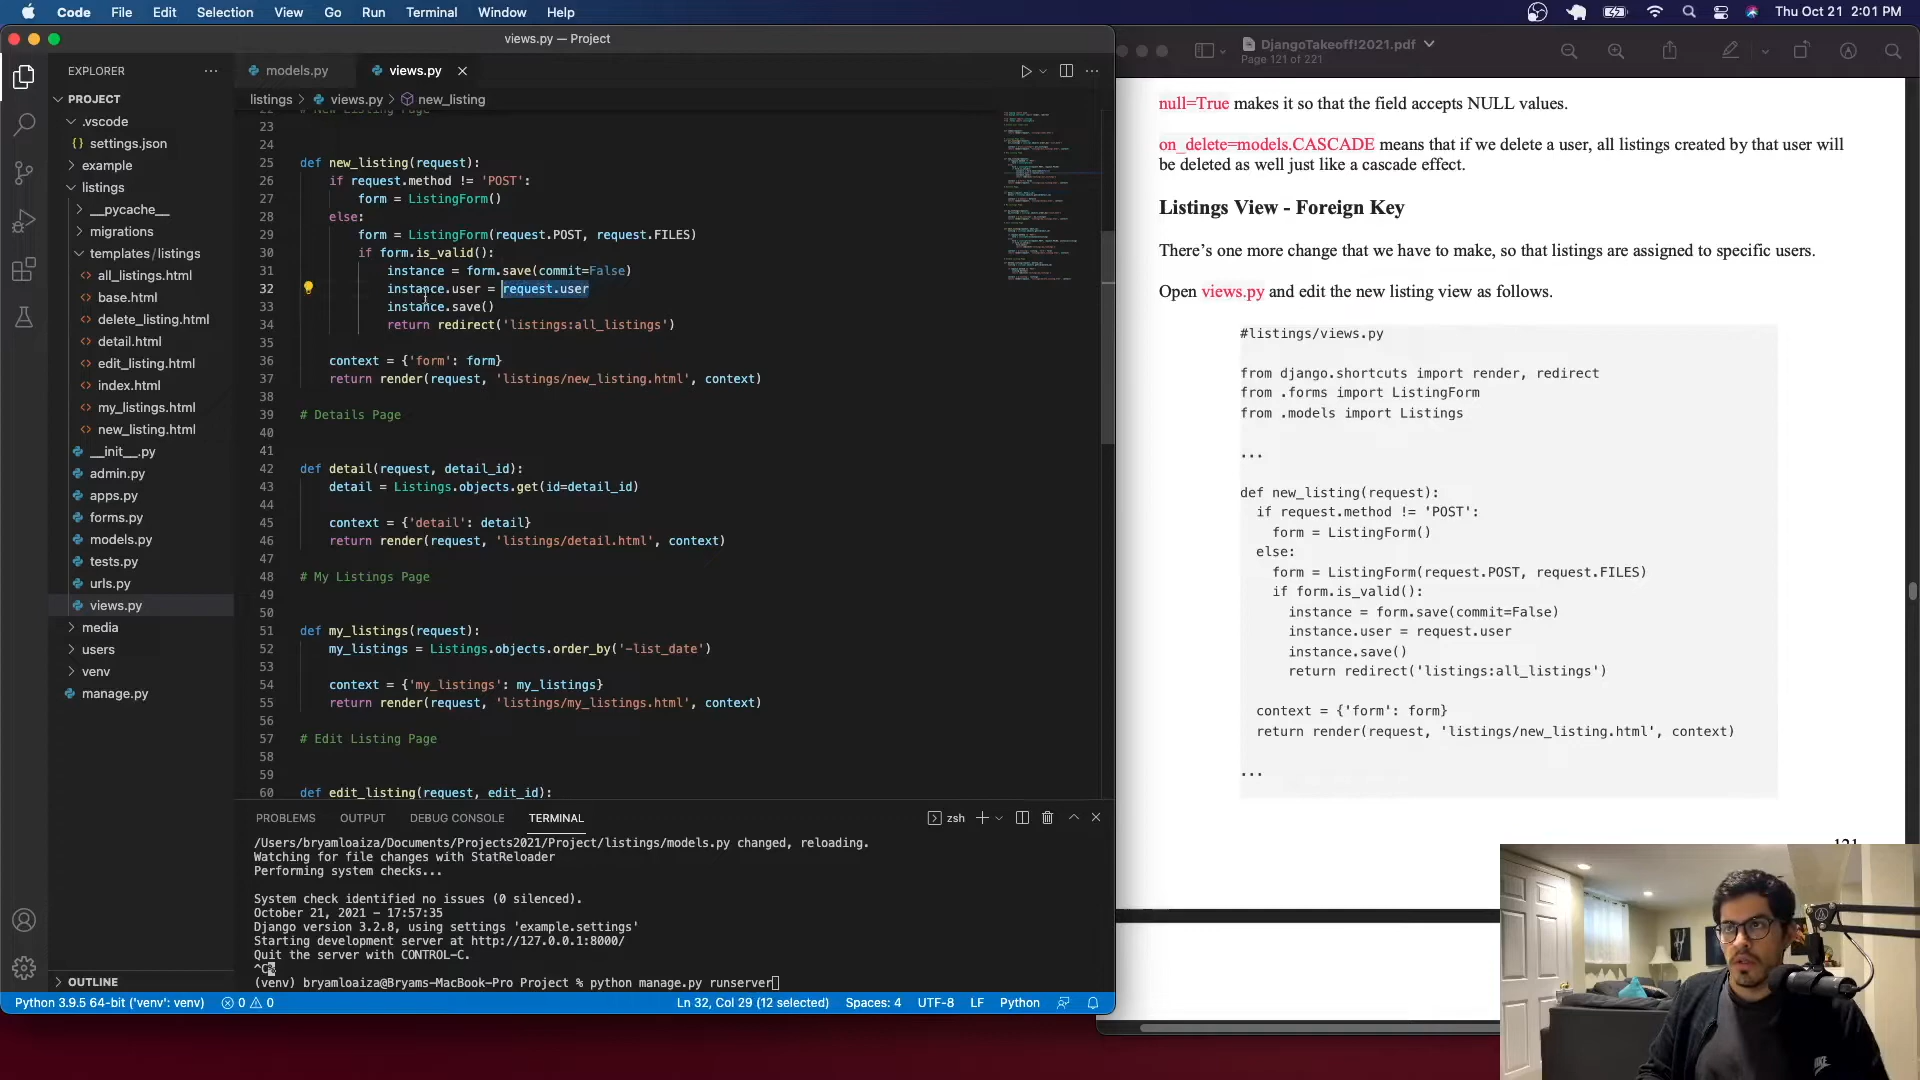 Code File Edit Selection View Go Run Terminal Window Help
Thu Oct 21 2:01 PM
views.py — Project
EXPLORER
PROJECT
.vscode
settings.json
example
listings
__pycache__
migrations
templates/listings
all_listings.html
base.html
delete_listing.html
detail.html
edit_listing.html
index.html
my_listings.html
new_listing.html
__init__.py
admin.py
apps.py
forms.py
models.py
tests.py
urls.py
views.py
media
users
venv
manage.py
OUTLINE
models.py views.py
listings > views.py > new_listing
22 # New Listing Page
23
24
25 def new_listing(request):
26 if request.method != 'POST':
27 form = ListingForm()
28 else:
29 form = ListingForm(request.POST, request.FILES)
30 if form.is_valid():
31 instance = form.save(commit=False)
32 instance.user = request.user
33 instance.save()
34 return redirect('listings:all_listings')
35
36 context = {'form': form}
37 return render(request, 'listings/new_listing.html', context)
38
39 # Details Page
40
41
42 def detail(request, detail_id):
43 detail = Listings.objects.get(id=detail_id)
44
45 context = {'detail': detail}
46 return render(request, 'listings/detail.html', context)
47
48 # My Listings Page
49
50
51 def my_listings(request):
52 my_listings = Listings.objects.order_by('-list_date')
53
54 context = {'my_listings': my_listings}
55 return render(request, 'listings/my_listings.html', context)
56
57 # Edit Listing Page
58
59
60 def edit_listing(request, edit_id):
PROBLEMS OUTPUT DEBUG CONSOLE TERMINAL
zsh
/Users/bryamloaiza/Documents/Projects2021/Project/listings/models.py changed, reloading.
Watching for file changes with StatReloader
Performing system checks...
System check identified no issues (0 silenced).
October 21, 2021 - 17:57:35
Django version 3.2.8, using settings 'example.settings'
Starting development server at http://127.0.0.1:8000/
Quit the server with CONTROL-C.
^C%
(venv) bryamloaiza@Bryams-MacBook-Pro Project % python manage.py runserver
Python 3.9.5 64-bit ('venv': venv) 0 0 Ln 32, Col 29 (12 selected) Spaces: 4 UTF-8 LF Python
DjangoTakeoff!2021.pdf
Page 121 of 221
null=True makes it so that the field accepts NULL values.
on_delete=models.CASCADE means that if we delete a user, all listings created by that user will
be deleted as well just like a cascade effect.
Listings View - Foreign Key
There's one more change that we have to make, so that listings are assigned to specific users.
Open views.py and edit the new listing view as follows.
#listings/views.py
from django.shortcuts import render, redirect
from .forms import ListingForm
from .models import Listings
...
def new_listing(request):
if request.method != 'POST':
form = ListingForm()
else:
form = ListingForm(request.POST, request.FILES)
if form.is_valid():
instance = form.save(commit=False)
instance.user = request.user
instance.save()
return redirect('listings:all_listings')
context = {'form': form}
return render(request, 'listings/new_listing.html', context)
...
121